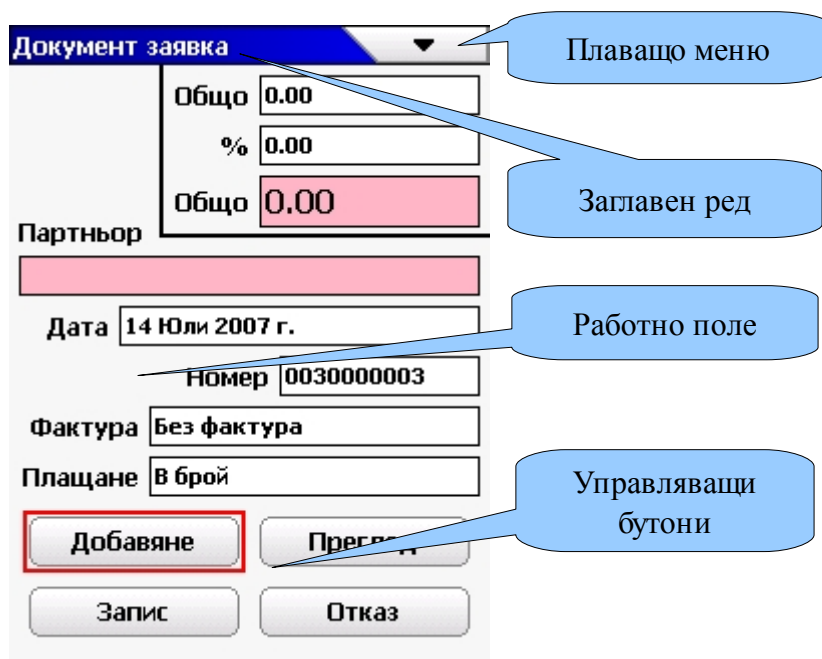 Документ заявка
Плаващо меню
Общо 0.00
% 0.00
Общо 0.00
Заглавен ред
Партньор
Дата 14 Юли 2007 г.
Работно поле
Номер 0030000003
Фактура Без фактура
Плащане В брой
Управляващи
бутони
Добавяне Преглед
Запис Отказ